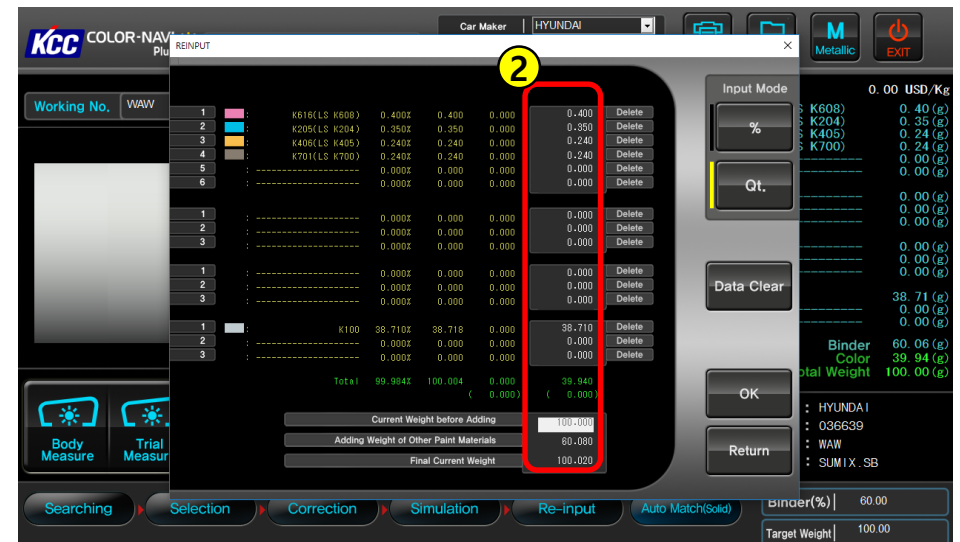 KCC COLOR-NAVI
Plu
Car Maker HYUNDAI
Metallic
EXIT
REINPUT
2
Working No. WAW
Input Mode
%
Qt.
Data Clear
OK
Return
1 : K616(LS K608) 0.400% 0.400 0.000 0.400 Delete
2 : K205(LS K204) 0.350% 0.350 0.000 0.350 Delete
3 : K406(LS K405) 0.240% 0.240 0.000 0.240 Delete
4 : K701(LS K700) 0.240% 0.240 0.000 0.240 Delete
5 : ------------------ 0.000% 0.000 0.000 0.000 Delete
6 : ------------------ 0.000% 0.000 0.000 0.000 Delete
1 : ------------------ 0.000% 0.000 0.000 0.000 Delete
2 : ------------------ 0.000% 0.000 0.000 0.000 Delete
3 : ------------------ 0.000% 0.000 0.000 0.000 Delete
1 : ------------------ 0.000% 0.000 0.000 0.000 Delete
2 : ------------------ 0.000% 0.000 0.000 0.000 Delete
3 : ------------------ 0.000% 0.000 0.000 0.000 Delete
1 : K100 38.710% 38.718 0.000 38.710 Delete
2 : ------------------ 0.000% 0.000 0.000 0.000 Delete
3 : ------------------ 0.000% 0.000 0.000 0.000 Delete
Total 99.984% 100.004 0.000 39.940
( 0.000) ( 0.000)
Current Weight before Adding 100.000
Adding Weight of Other Paint Materials 60.080
Final Current Weight 100.020
0.00 USD/Kg
K608) 0.40(g)
K204) 0.35(g)
K405) 0.24(g)
K700) 0.24(g)
0.00(g)
0.00(g)
0.00(g)
0.00(g)
0.00(g)
0.00(g)
0.00(g)
0.00(g)
38.71(g)
0.00(g)
0.00(g)
Binder 60.06(g)
Color 39.94(g)
otal Weight 100.00(g)
: HYUNDAI
: 036639
: WAW
: SUMIX.SB
Body Measure
Trial Measur
Searching
Selection
Correction
Simulation
Re-input
Auto Match(Solid)
Binder(%) 60.00
Target Weight 100.00